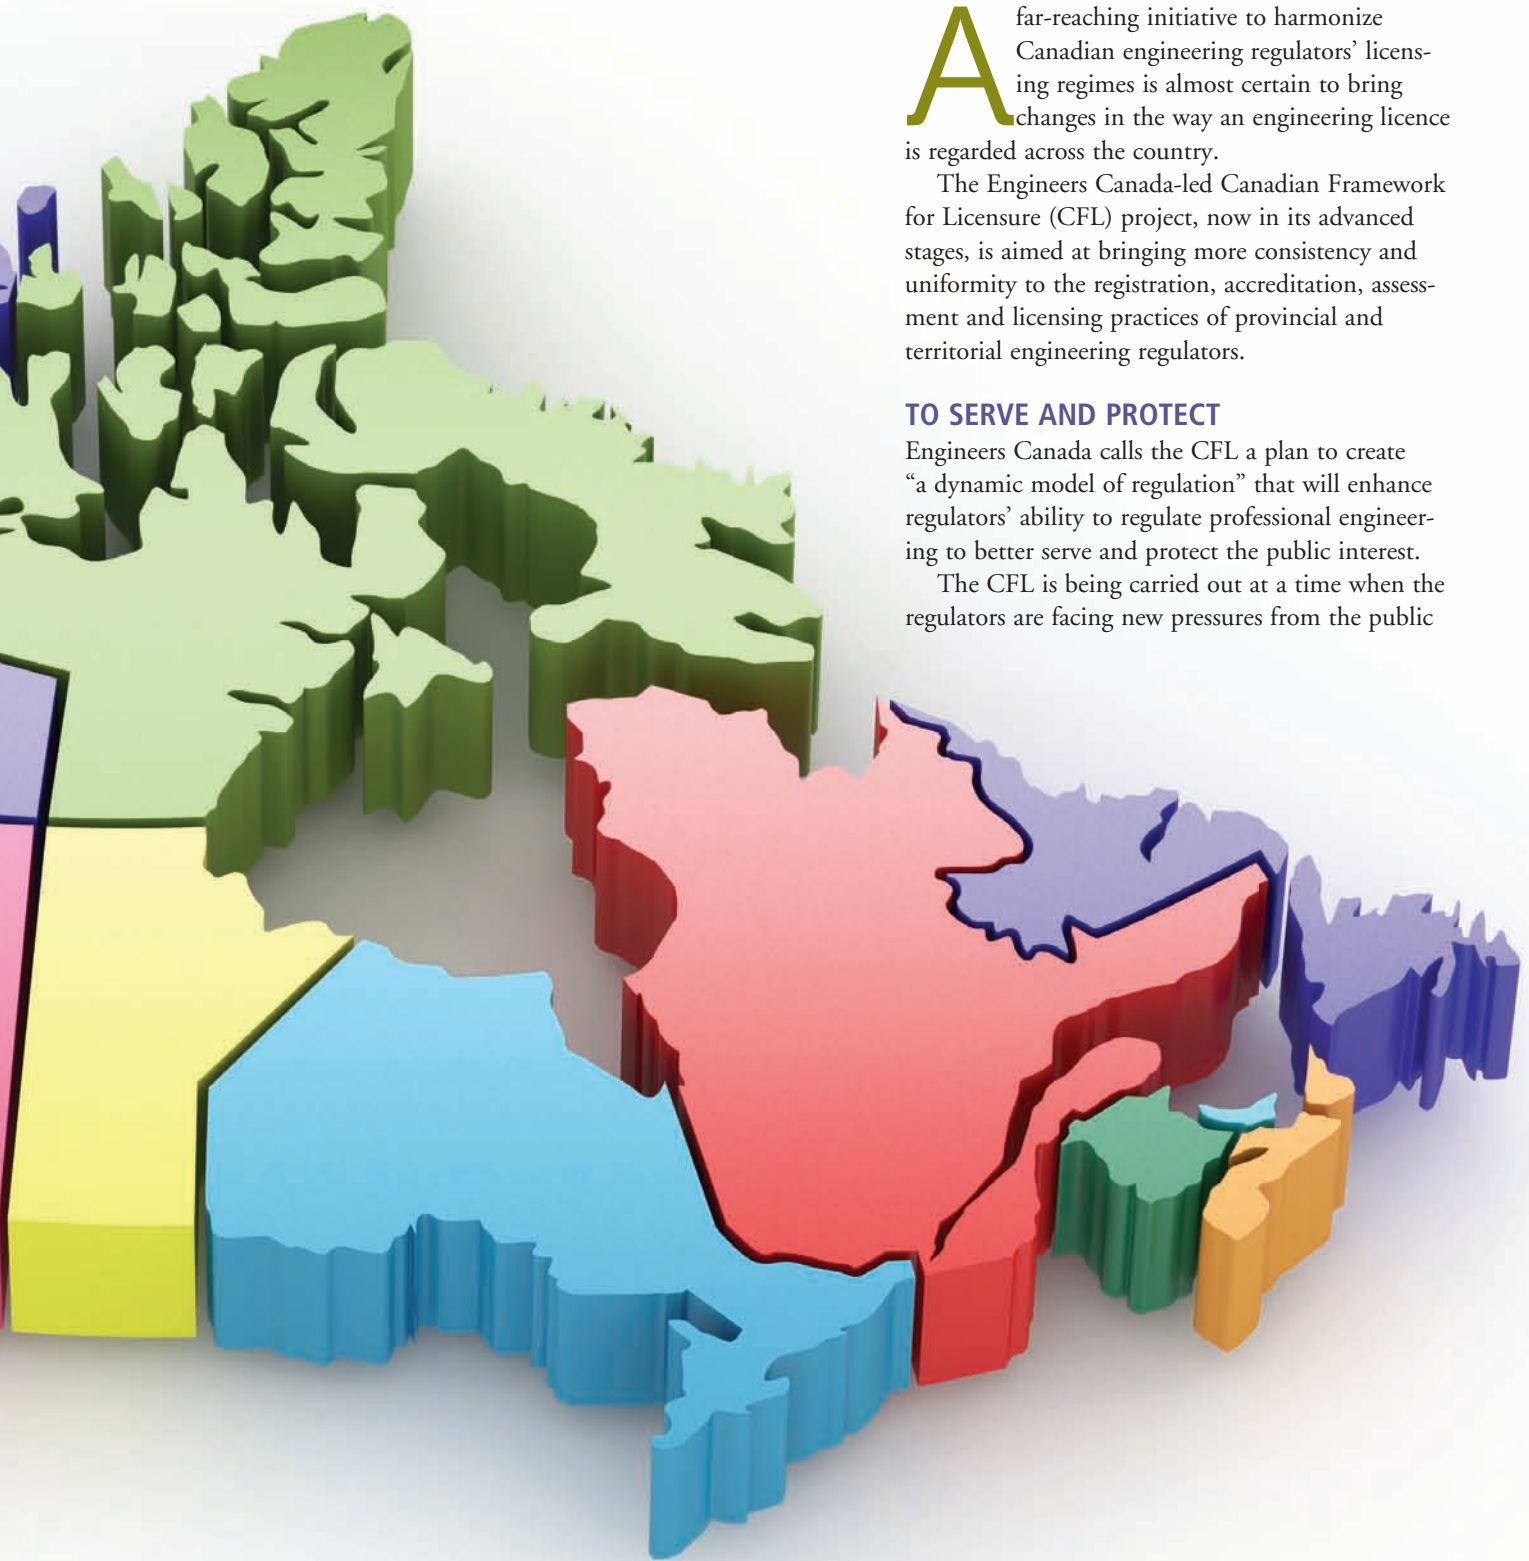 A far-reaching initiative to harmonize
Canadian engineering regulators’ licens-
ing regimes is almost certain to bring
changes in the way an engineering licence
is regarded across the country.
The Engineers Canada-led Canadian Framework
for Licensure (CFL) project, now in its advanced
stages, is aimed at bringing more consistency and
uniformity to the registration, accreditation, assess-
ment and licensing practices of provincial and
territorial engineering regulators.
TO SERVE AND PROTECT
Engineers Canada calls the CFL a plan to create
“a dynamic model of regulation” that will enhance
regulators’ ability to regulate professional engineer-
ing to better serve and protect the public interest.
The CFL is being carried out at a time when the
regulators are facing new pressures from the public